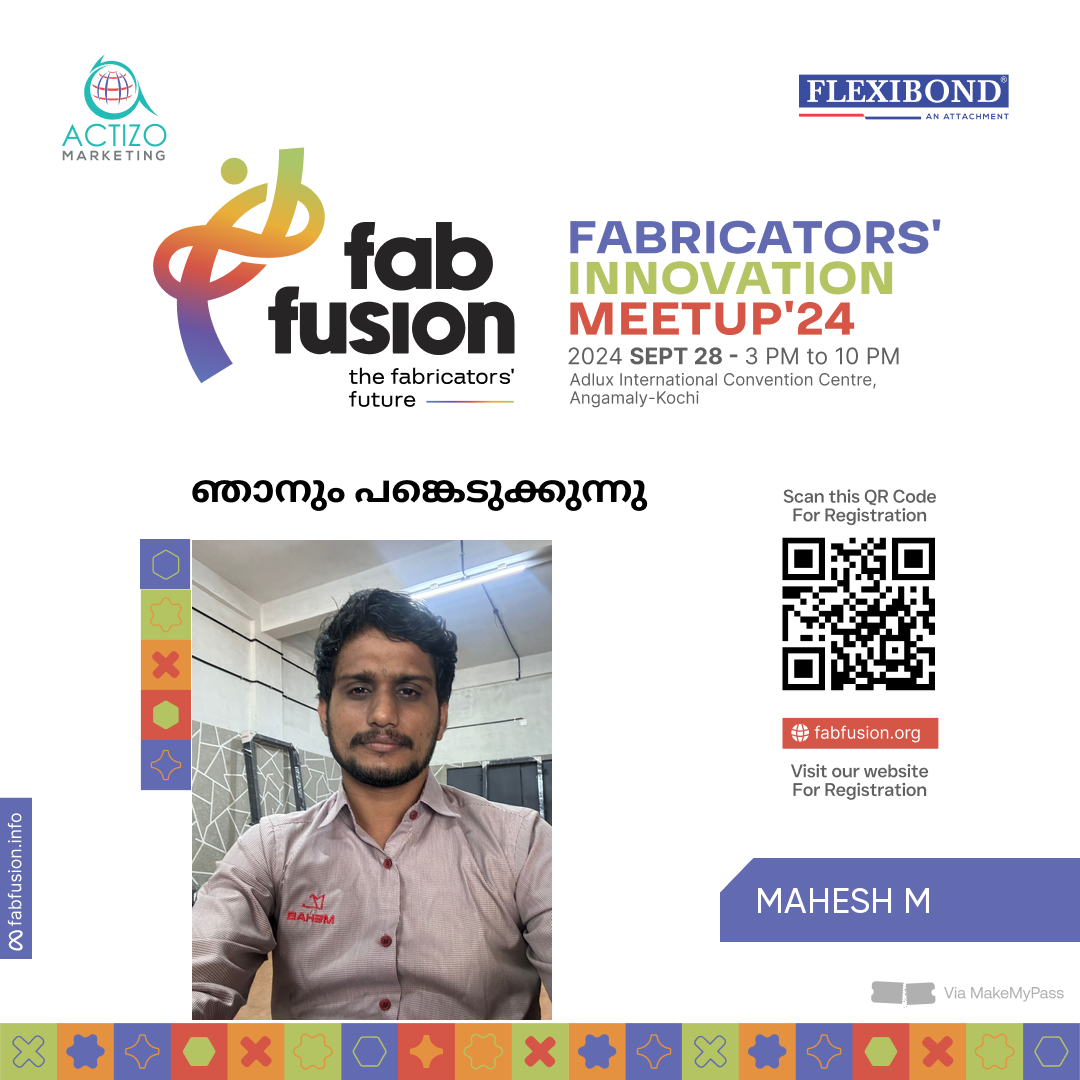 ACTIZO
MARKETING
FLEXIBOND®
AN ATTACHMENT
fab
fusion
the fabricators'
future
FABRICATORS'
INNOVATION
MEETUP'24
2024 SEPT 28 - 3 PM to 10 PM
Adlux International Convention Centre,
Angamaly-Kochi
ഞാനും പങ്കെടുക്കുന്നു
Scan this QR Code
For Registration
fabfusion.org
Visit our website
For Registration
fabfusion.info
MAHESH M
Via MakeMyPass